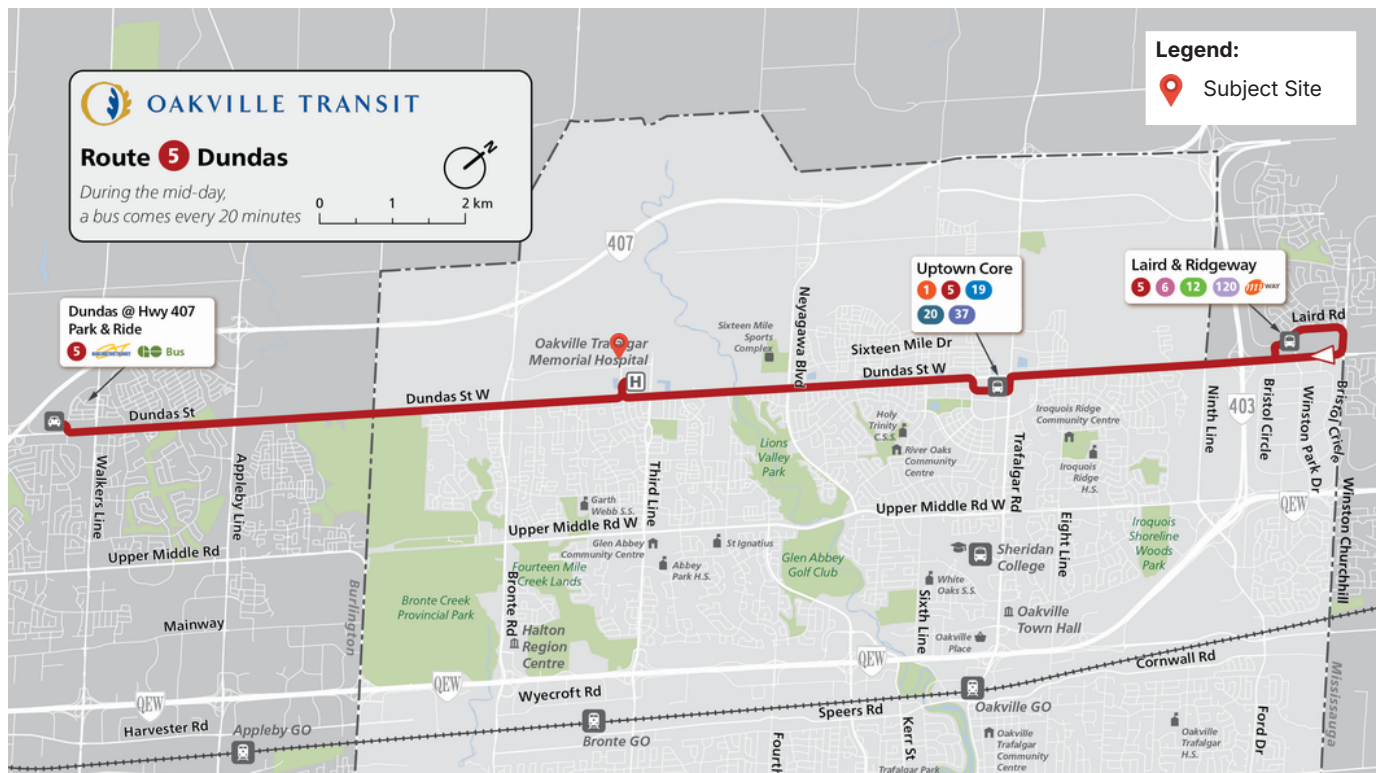 Legend:
Subject Site
OAKVILLE TRANSIT
Route 5 Dundas
During the mid-day,
a bus comes every 20 minutes
N
0 1 2 km
407
Dundas @ Hwy 407
Park & Ride
5 Bus
Oakville Trafalgar
Memorial Hospital
H
Sixteen Mile
Sports
Complex
Neyagawa Blvd
Sixteen Mile Dr
Uptown Core
1 5 19
20 37
Laird & Ridgeway
5 6 12 120 WAY
Laird Rd
Dundas St
Dundas St W
Dundas St W
Walkers Line
Appleby Line
Upper Middle Rd
Mainway
Burlington
Harvester Rd
QEW
Appleby GO
Bronte Creek
Provincial Park
Bronte Rd
Fourteen Mile
Creek Lands
Garth
Webb S.S.
Upper Middle Rd W
Glen Abbey
Community Centre
Third Line
Abbey
Park H.S.
St Ignatius
Halton
Region
Centre
QEW
Wyecroft Rd
Bronte GO
Lions
Valley
Park
Glen Abbey
Golf Club
Holy
Trinity
C.S.S.
River Oaks
Community
Centre
Upper Middle Rd W
Trafalgar Rd
Iroquois Ridge
Community Centre
Iroquois
Ridge
H.S.
Eight Line
Iroquois
Shoreline
Woods
Park
Sheridan
College
White
Oaks S.S.
Sixth Line
Oakville
Town Hall
Oakville
Place
QEW
Speers Rd
Kerr St
Fourth
Trafalgar Park
Oakville GO
Oakville
Trafalgar
Community
Centre
Cornwall Rd
Oakville
Trafalgar
H.S.
Ford Dr
Ninth Line
403
Bristol Circle
Winston Park Dr
Bristol Circle
QEW
Winston Churchhill
Mississauga